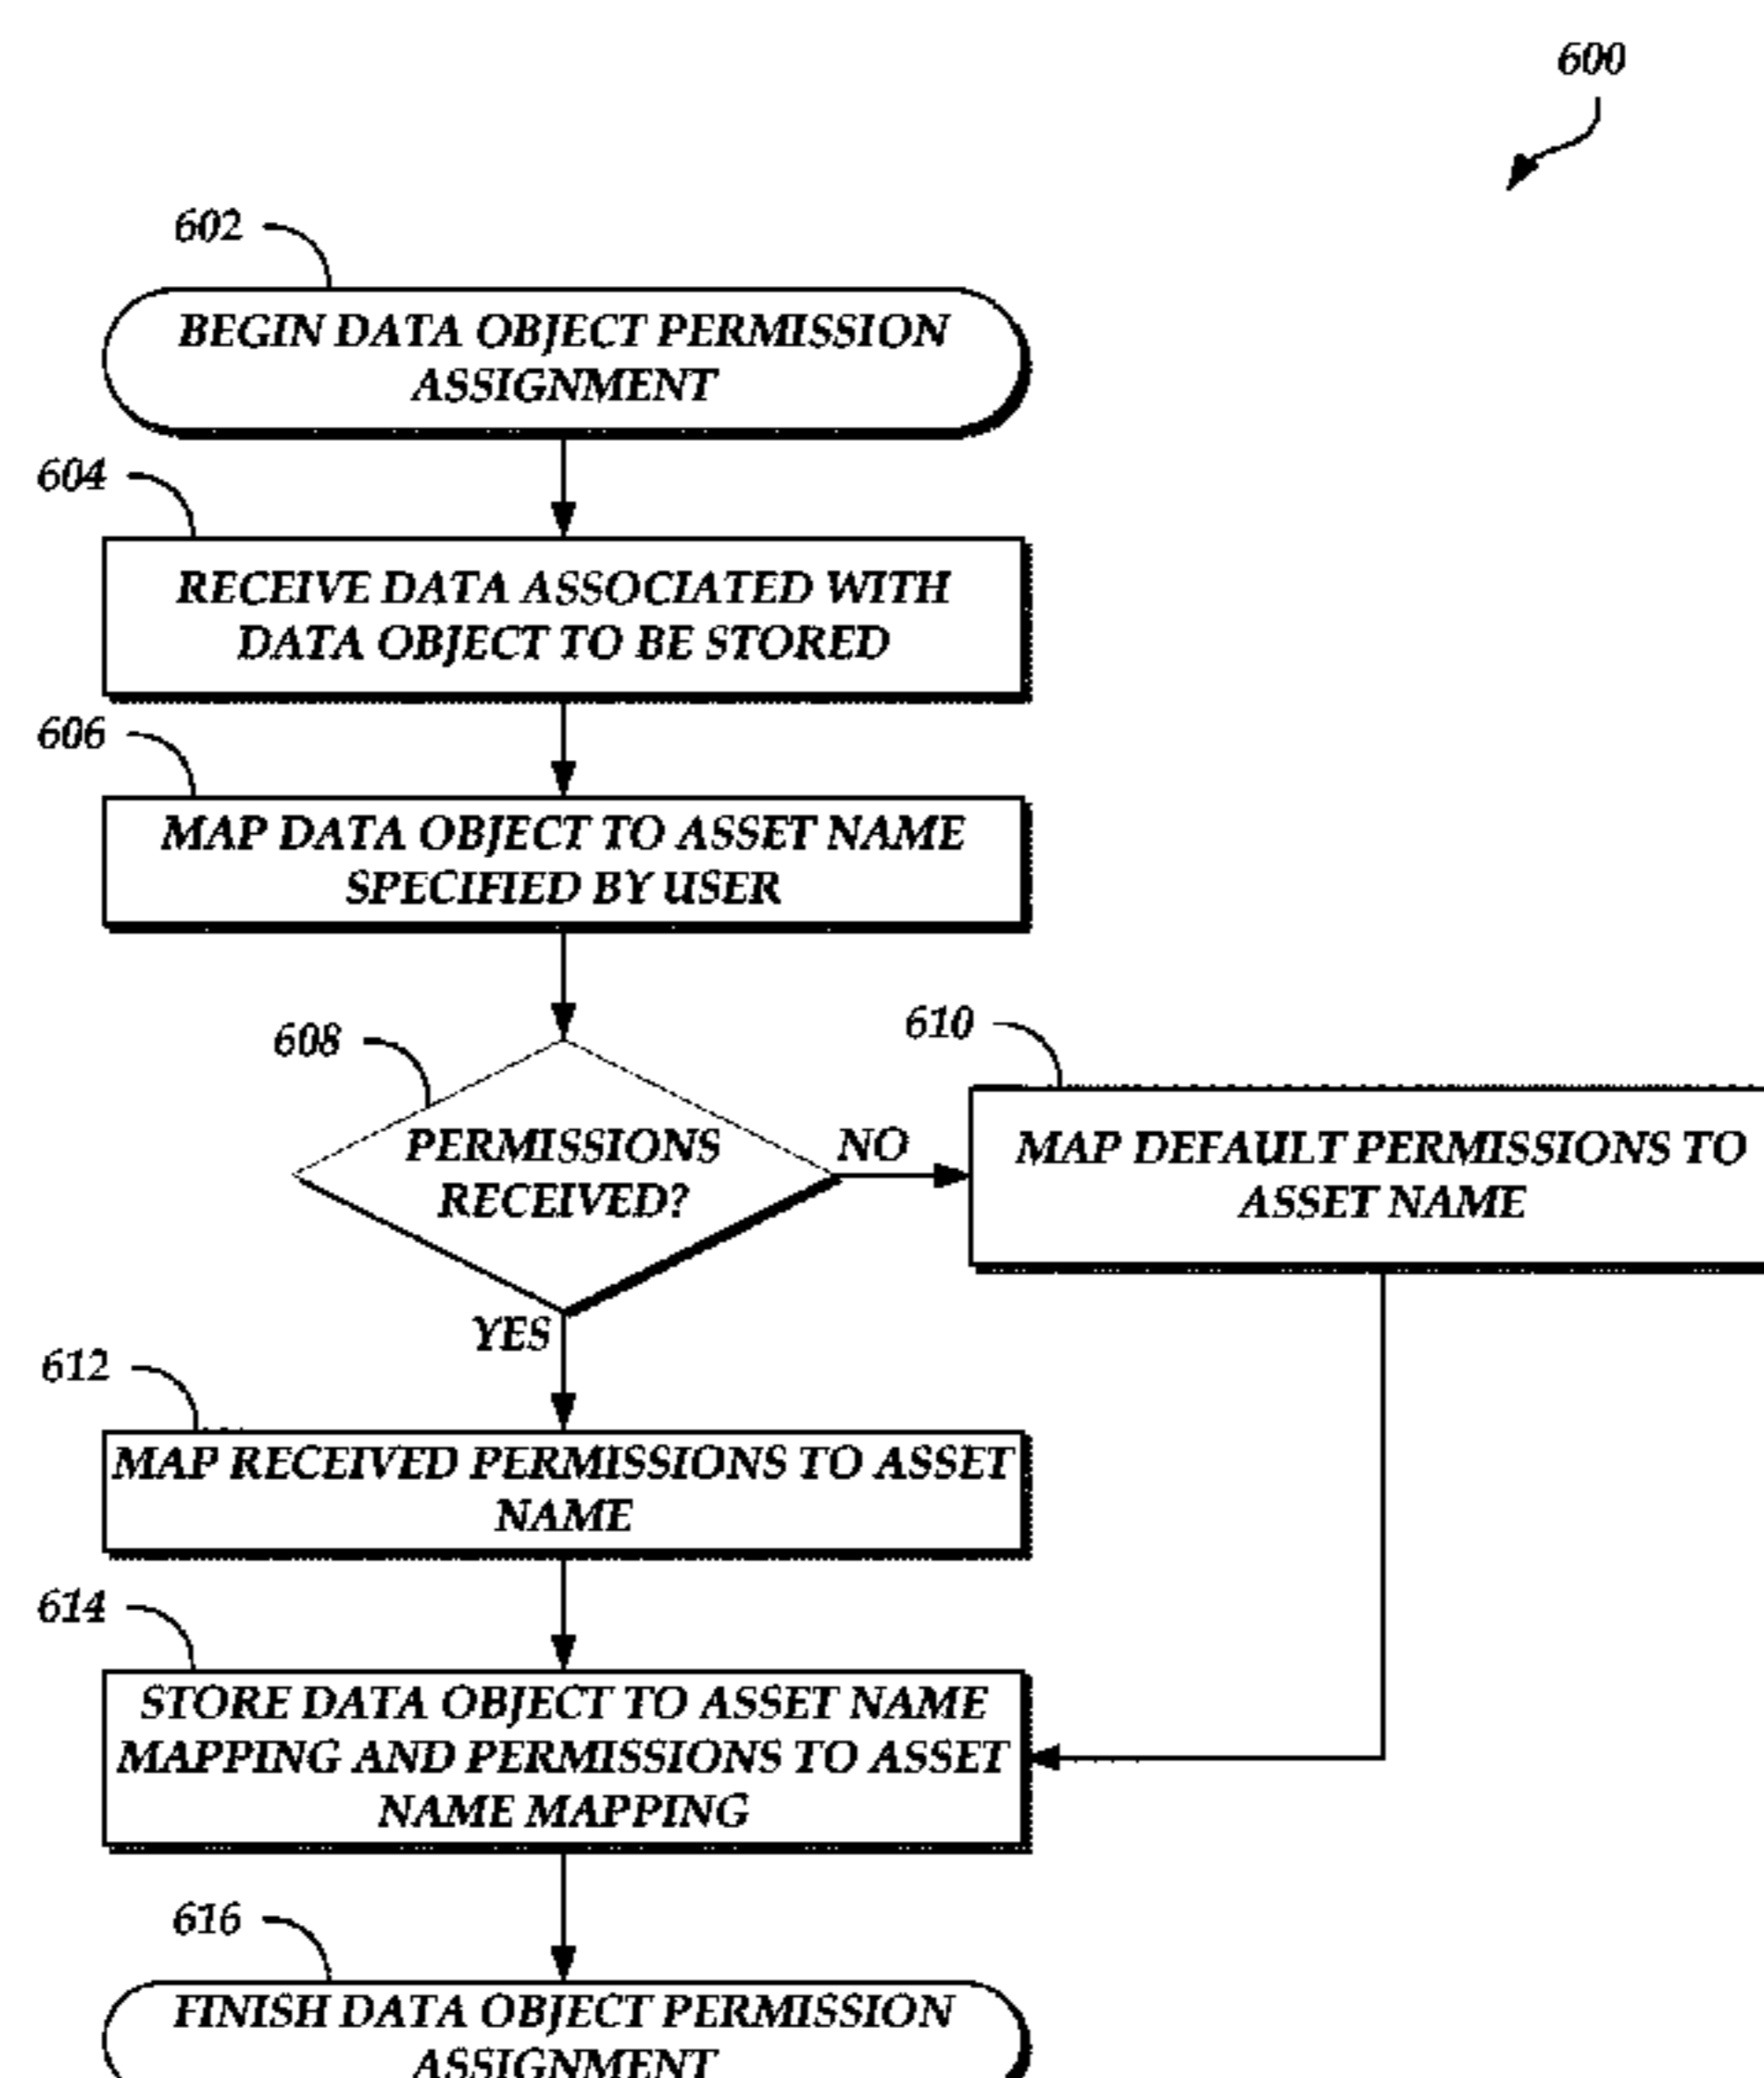 600
602
BEGIN DATA OBJECT PERMISSION
ASSIGNMENT
604
RECEIVE DATA ASSOCIATED WITH
DATA OBJECT TO BE STORED
606
MAP DATA OBJECT TO ASSET NAME
SPECIFIED BY USER
608
PERMISSIONS
RECEIVED?
NO
610
MAP DEFAULT PERMISSIONS TO
ASSET NAME
YES
612
MAP RECEIVED PERMISSIONS TO ASSET
NAME
614
STORE DATA OBJECT TO ASSET NAME
MAPPING AND PERMISSIONS TO ASSET
NAME MAPPING
616
FINISH DATA OBJECT PERMISSION
ASSIGNMENT